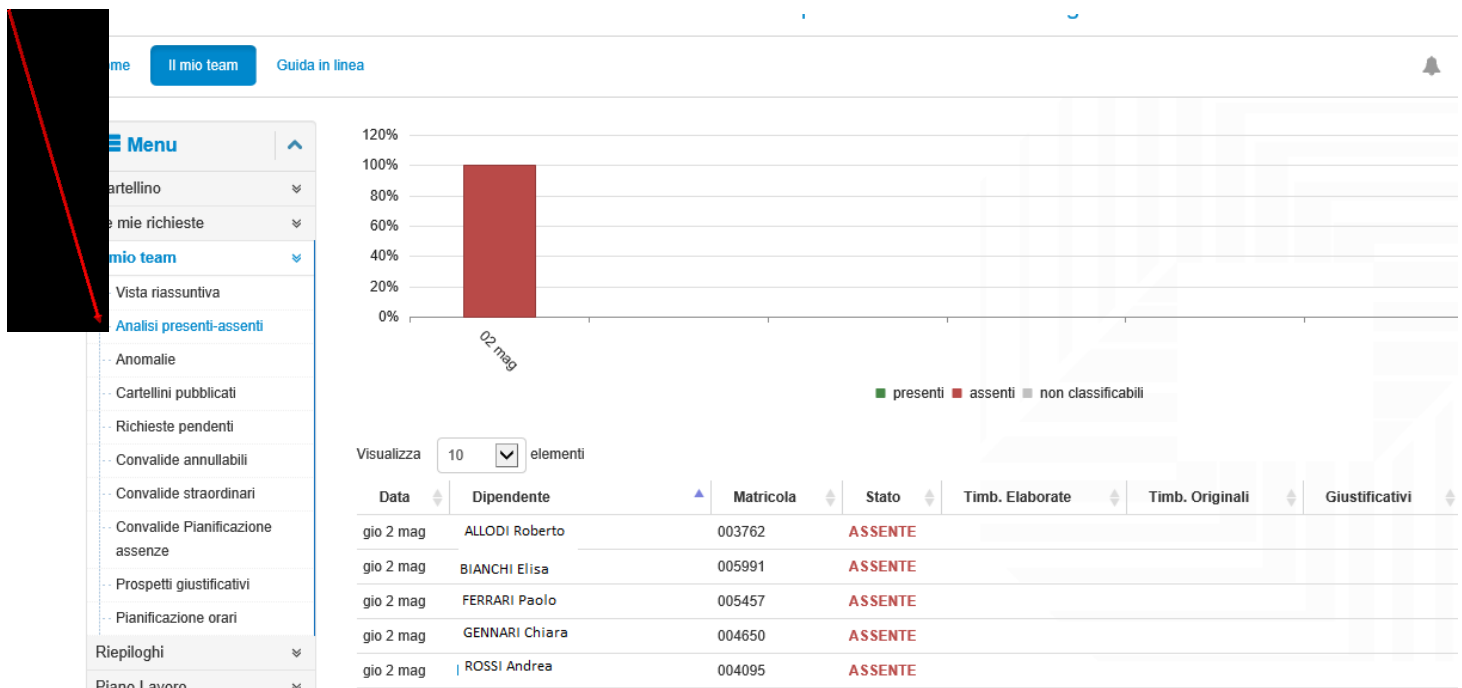 Il mio team
Guida in linea
Menu
mio team
mie richieste
Vista riassuntiva
Analisi presenti-assenti
Anomalie
Cartellini pubblicati
Richieste pendenti
Convalide annullabili
Convalide straordinari
Convalide Pianificazione
assenze
Prospetti giustificativi
Pianificazione orari
Riepiloghi
120%
100%
80%
60%
40%
20%
0%
02 mag
presenti assenti non classificabili
Visualizza 10 elementi
Data Dipendente Matricola Stato Timb. Elaborate Timb. Originali Giustificativi
gio 2 mag ALLODI Roberto 003762 ASSENTE
gio 2 mag BIANCHI Elisa 005991 ASSENTE
gio 2 mag FERRARI Paolo 005457 ASSENTE
gio 2 mag GENNARI Chiara 004650 ASSENTE
gio 2 mag ROSSI Andrea 004095 ASSENTE